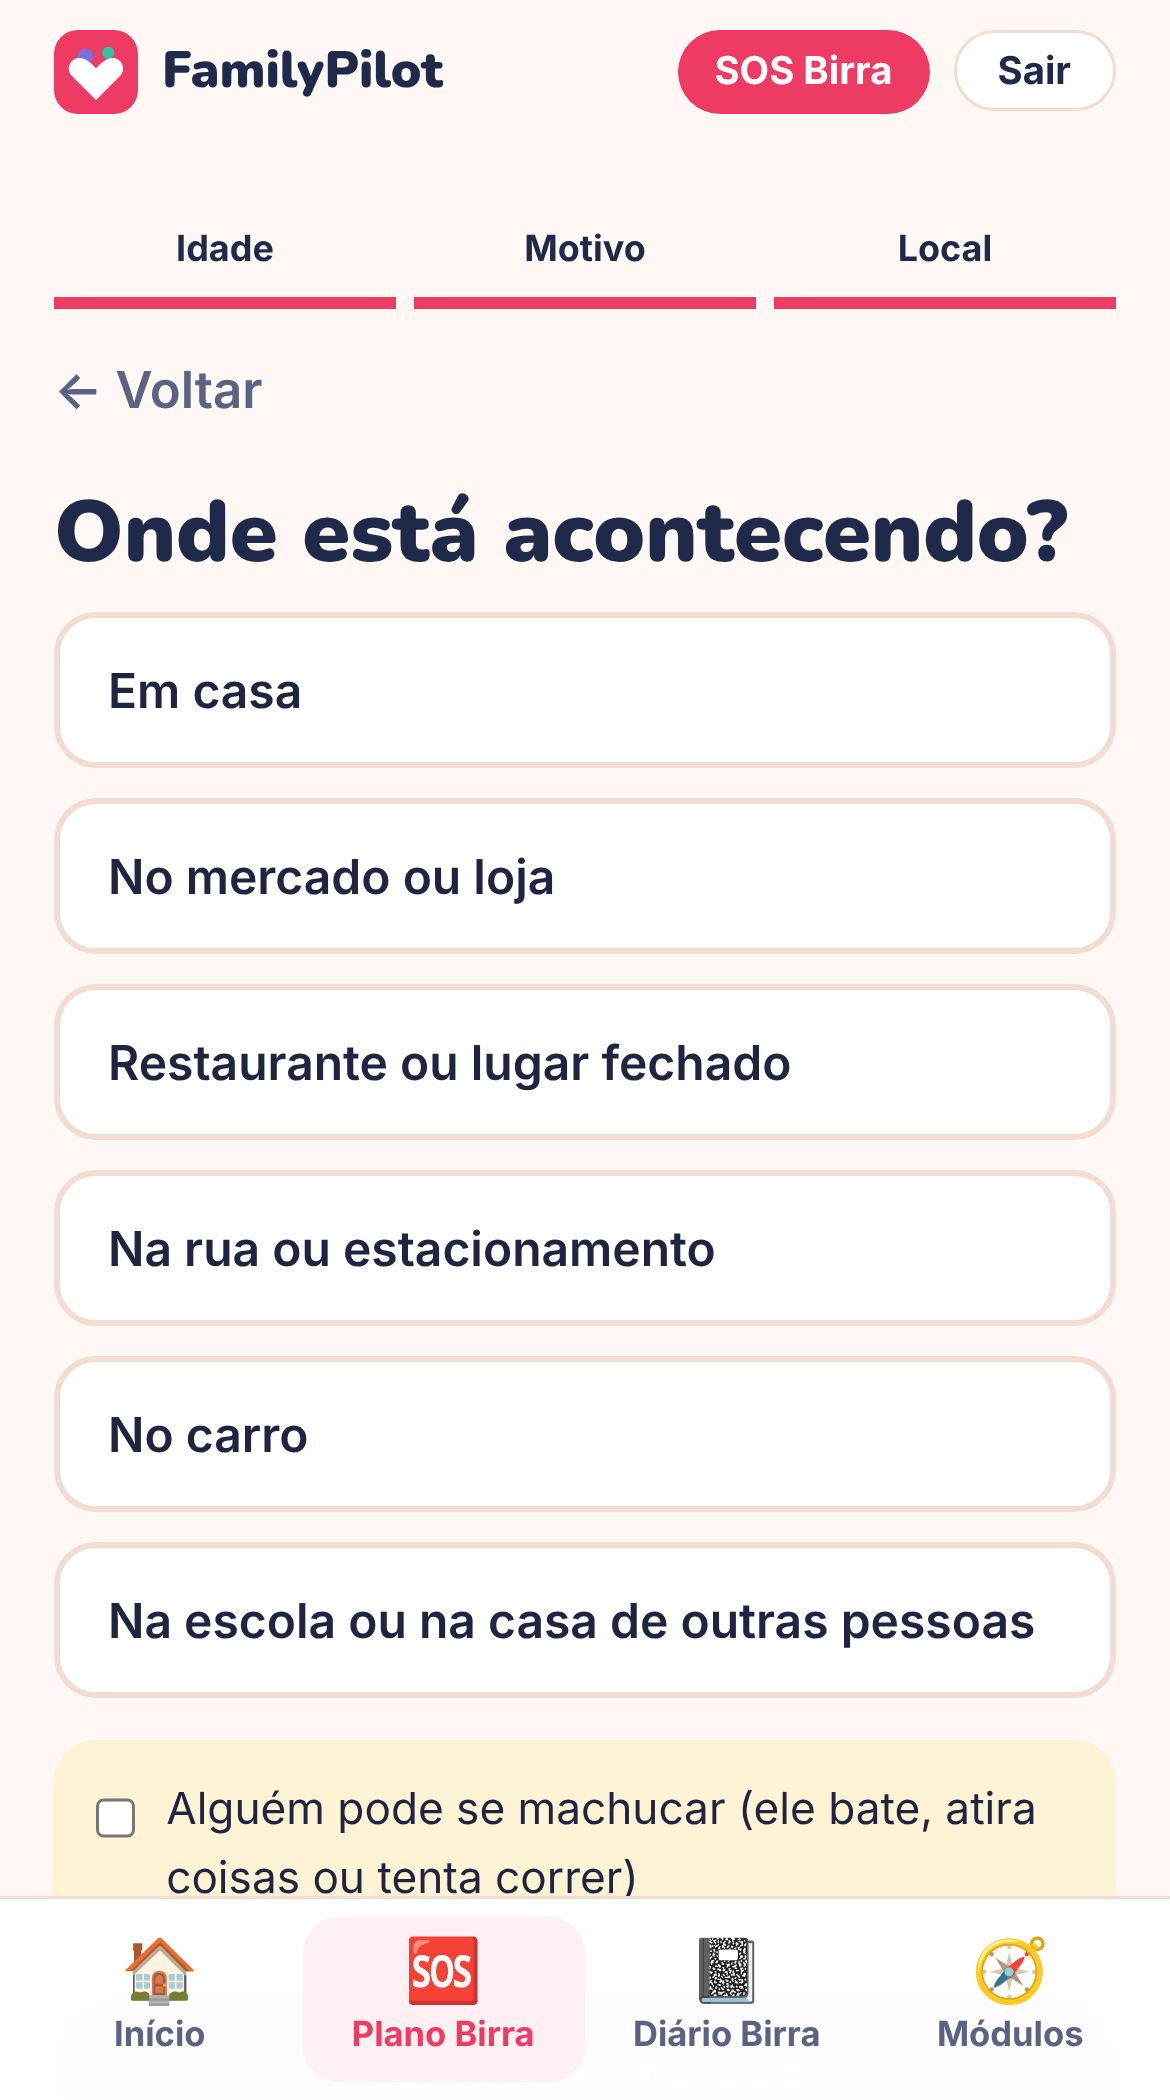 FamilyPilot
SOS Birra
Sair
Idade
Motivo
Local
← Voltar
Onde está acontecendo?
Em casa
No mercado ou loja
Restaurante ou lugar fechado
Na rua ou estacionamento
No carro
Na escola ou na casa de outras pessoas
Alguém pode se machucar (ele bate, atira
coisas ou tenta correr)
SOS
Início
Plano Birra
Diário Birra
Módulos
Plano SOS